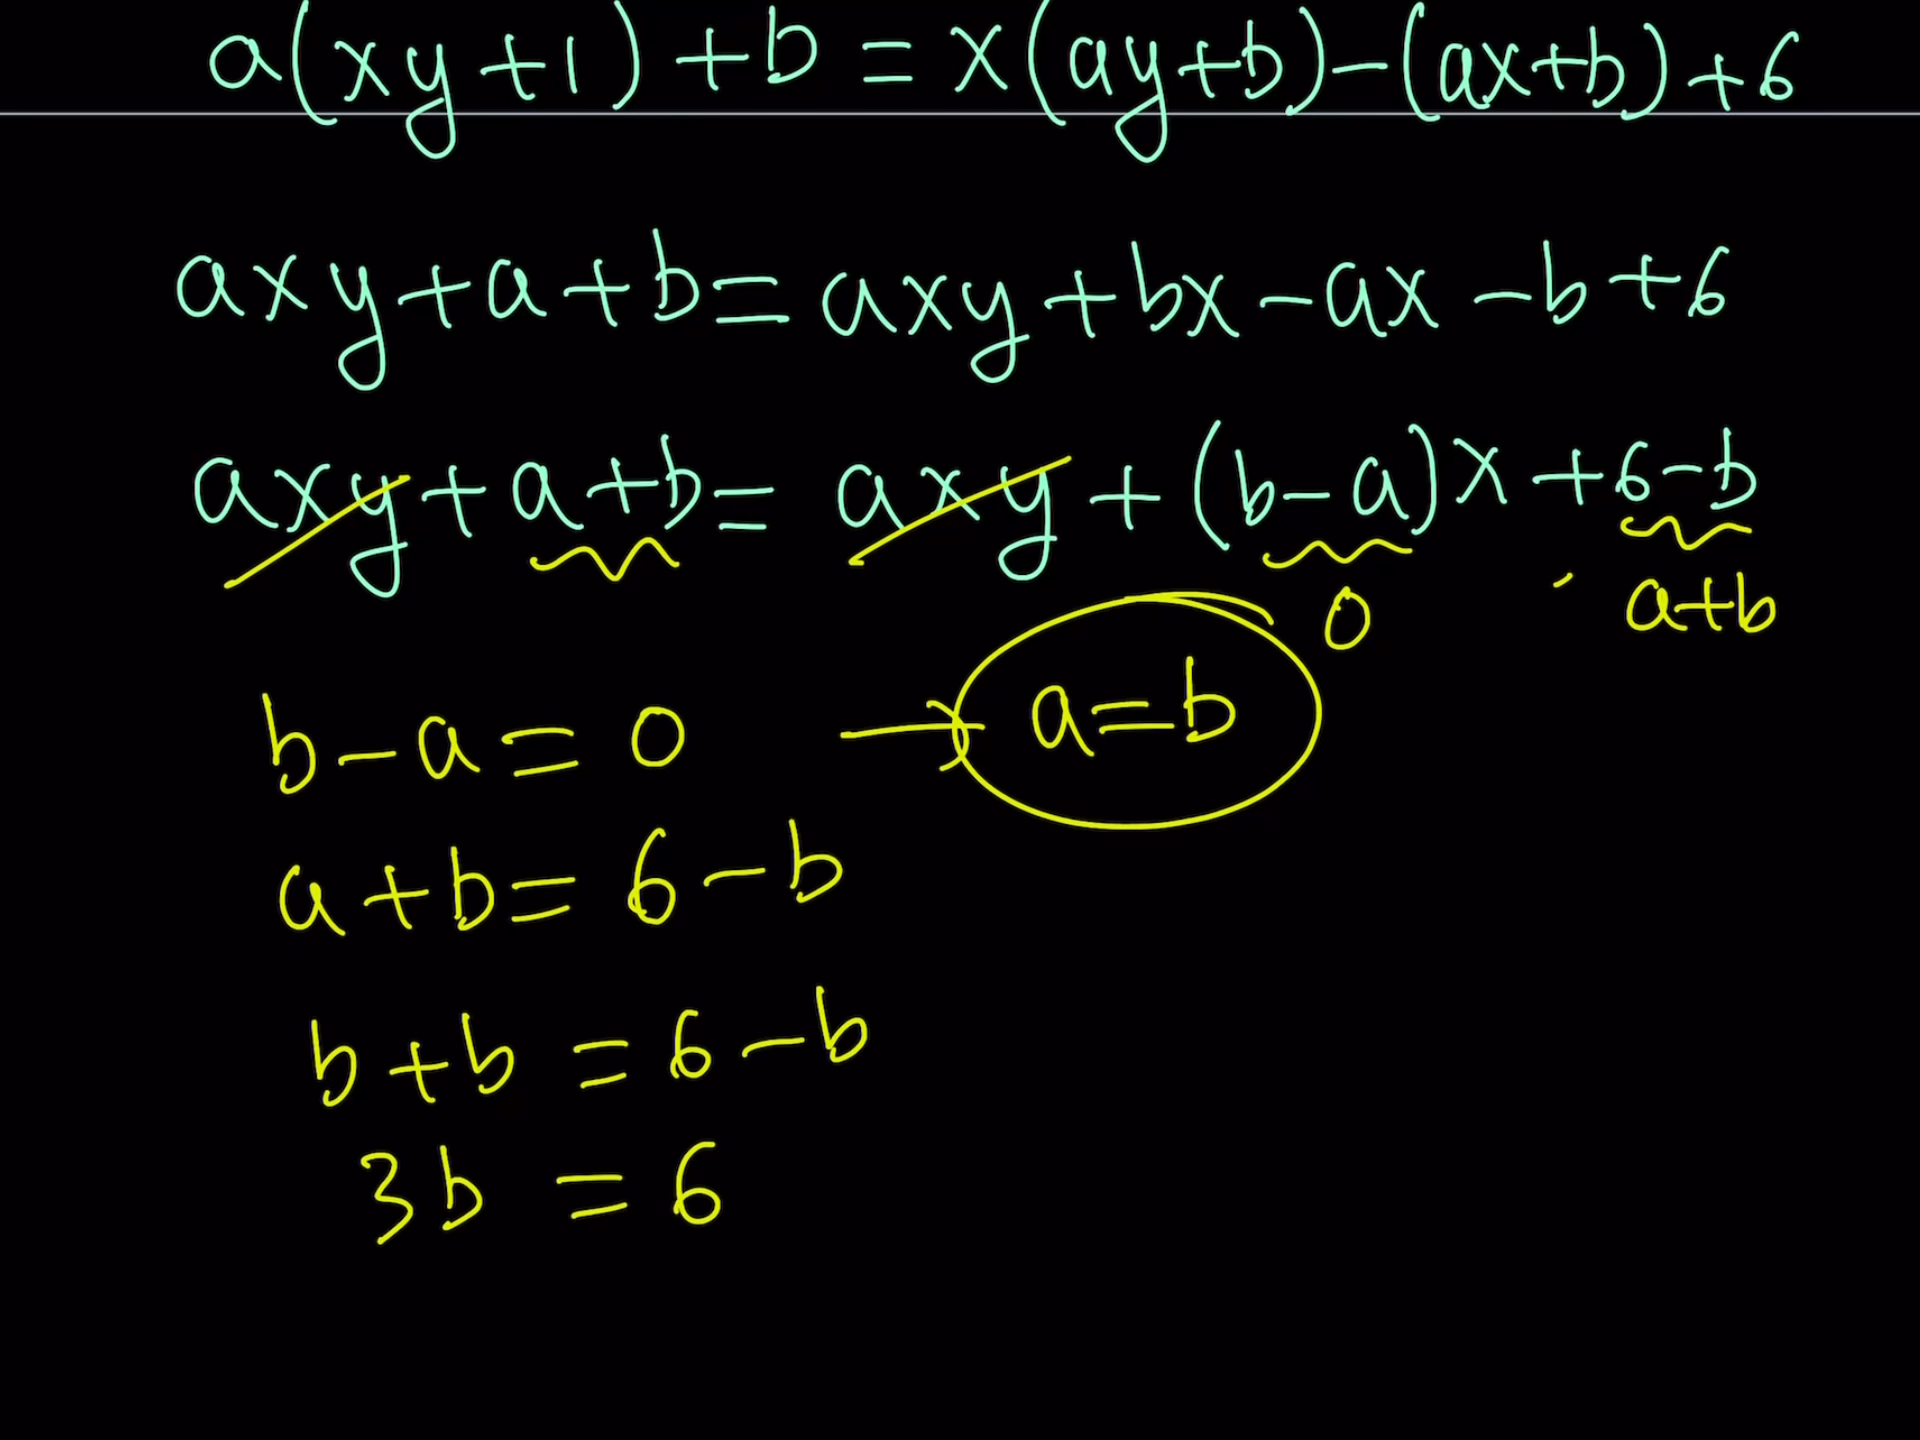 a(xy+1)+b=x(ay+b)-(ax+b)+6
axy+a+b=axy+bx-ax-b+6
axy+a+b=axy+(b-a)x+6-b
0 a+b
b-a=0 → a=b
a+b=6-b
b+b=6-b
3b=6